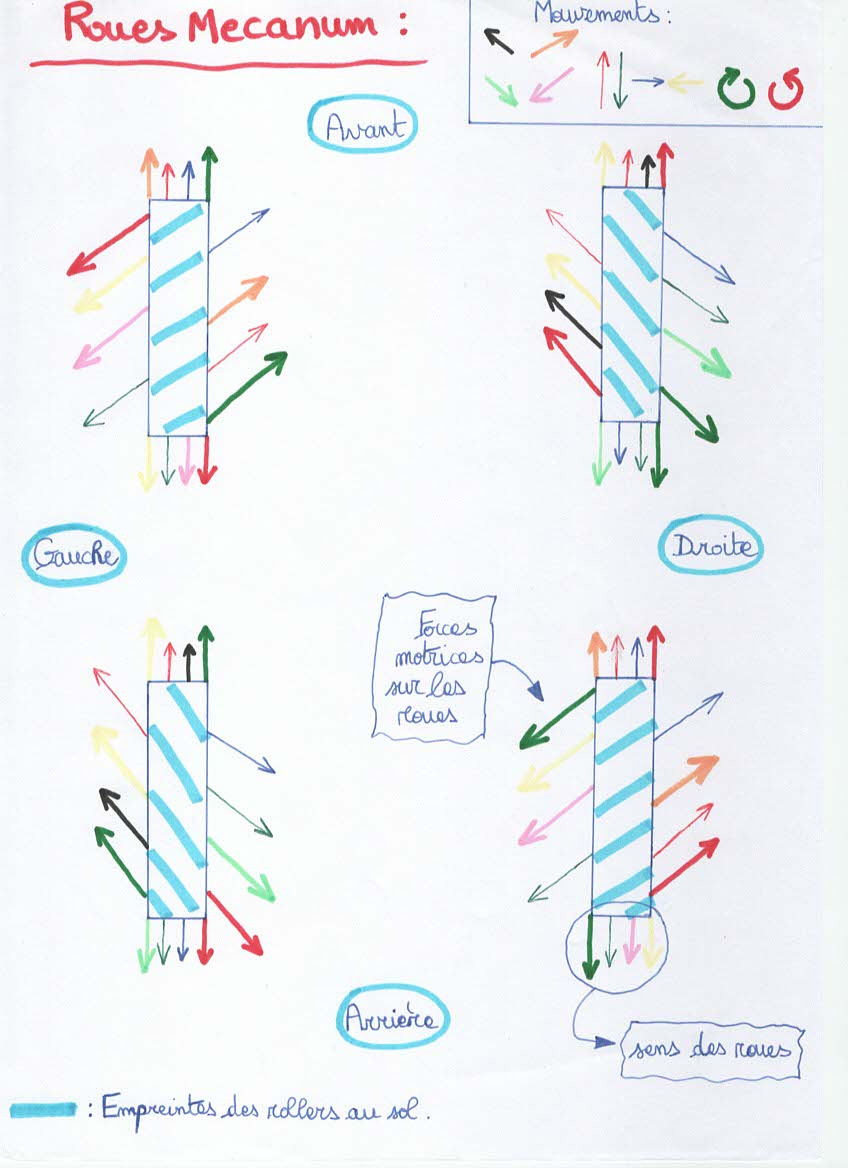 Roues Mecanum :
Mouvements :
Avant
Gauche
Droite
Forces
motrices
sur les
roues
Arrière
sens des roues
: Empreintes des rollers au sol.